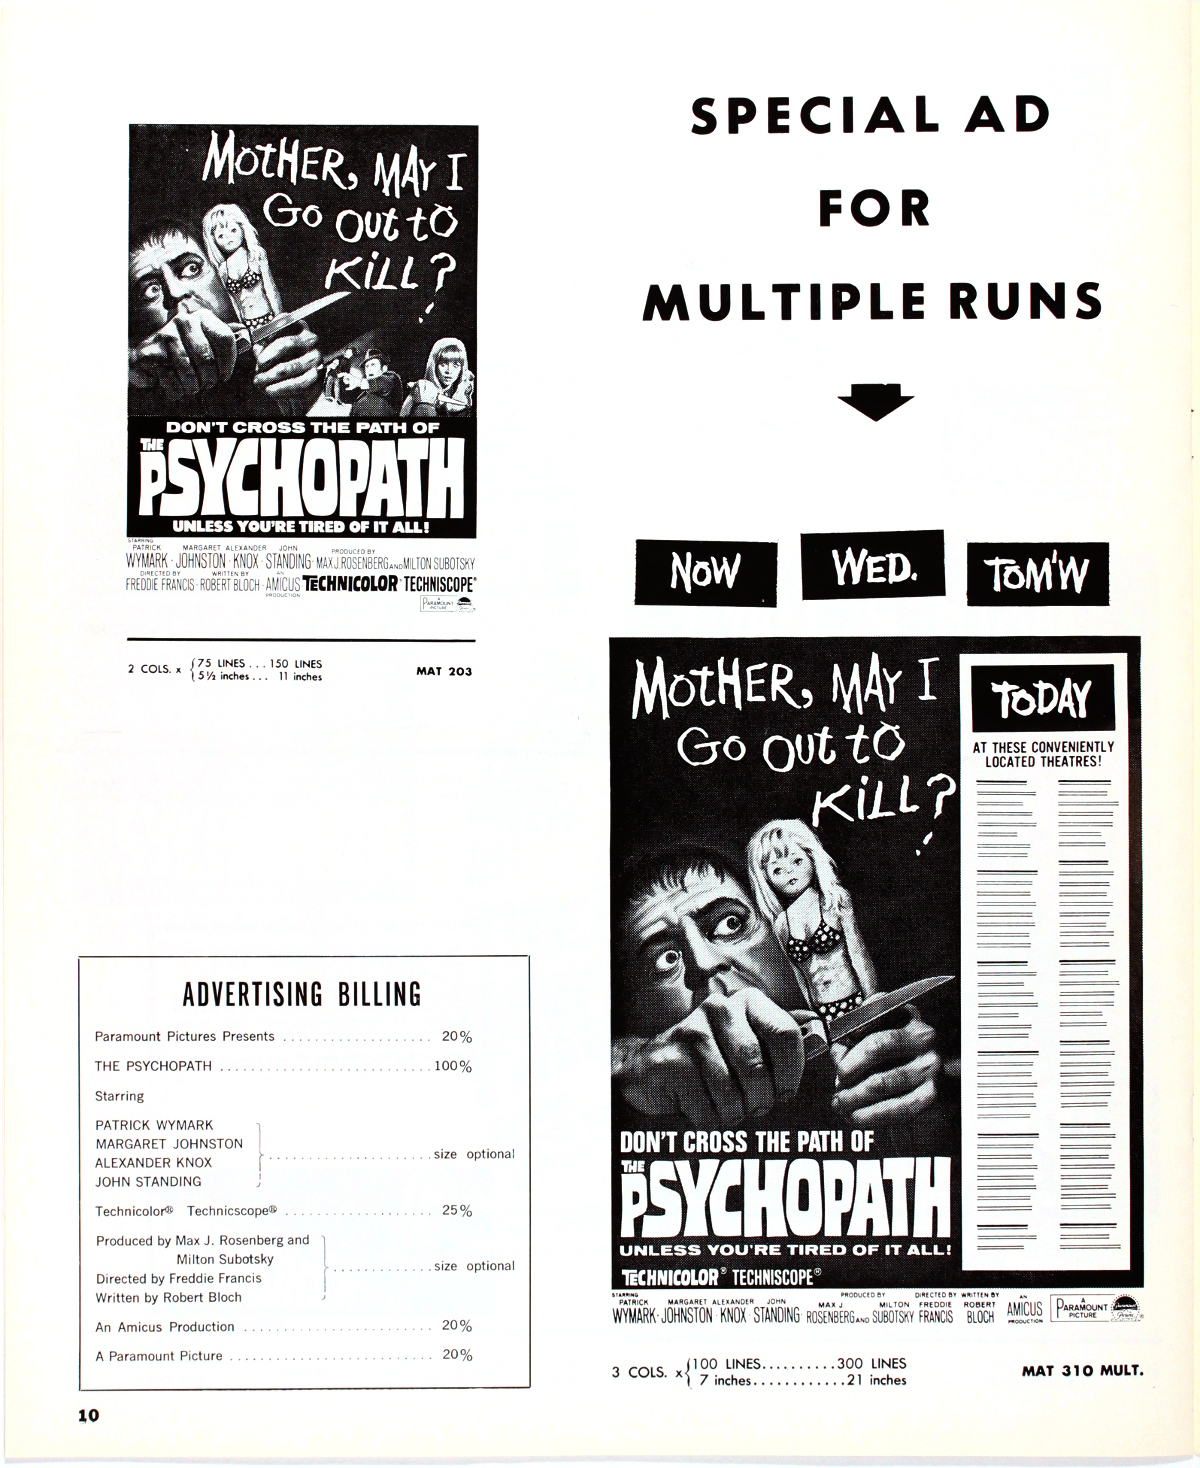 MOTHER, MAY I
GO OUT TO
KILL?
DON'T CROSS THE PATH OF
THE
PSYCHOPATH
UNLESS YOU'RE TIRED OF IT ALL!
STARRING
PATRICK MARGARET ALEXANDER JOHN PRODUCED BY
WYMARK · JOHNSTON · KNOX · STANDING · MAX J. ROSENBERG AND MILTON SUBOTSKY
DIRECTED BY WRITTEN BY AN
FREDDIE FRANCIS · ROBERT BLOCH · AMICUS TECHNICOLOR® TECHNISCOPE®
PRODUCTION
A
PARAMOUNT
PICTURE
2 COLS. x { 75 LINES ... 150 LINES
5½ inches ... 11 inches
MAT 203
ADVERTISING BILLING
Paramount Pictures Presents .................... 20%
THE PSYCHOPATH ............................ 100%
Starring
PATRICK WYMARK
MARGARET JOHNSTON
ALEXANDER KNOX
JOHN STANDING
...................... size optional
Technicolor® Technicscope® .................... 25%
Produced by Max J. Rosenberg and
Milton Subotsky
Directed by Freddie Francis
Written by Robert Bloch
............. size optional
An Amicus Production ......................... 20%
A Paramount Picture ........................... 20%
10
SPECIAL AD
FOR
MULTIPLE RUNS
NOW
WED.
TOM'W
MOTHER, MAY I
GO OUT TO
KILL?
TODAY
AT THESE CONVENIENTLY
LOCATED THEATRES!
DON'T CROSS THE PATH OF
THE
PSYCHOPATH
UNLESS YOU'RE TIRED OF IT ALL!
TECHNICOLOR® TECHNISCOPE®
STARRING PRODUCED BY DIRECTED BY WRITTEN BY AN
PATRICK MARGARET ALEXANDER JOHN MAX J MILTON FREDDIE ROBERT AMICUS
WYMARK · JOHNSTON · KNOX · STANDING · ROSENBERG AND SUBOTSKY FRANCIS BLOCH PRODUCTION
A
PARAMOUNT
PICTURE
3 COLS. x { 100 LINES..........300 LINES
7 inches............21 inches
MAT 310 MULT.